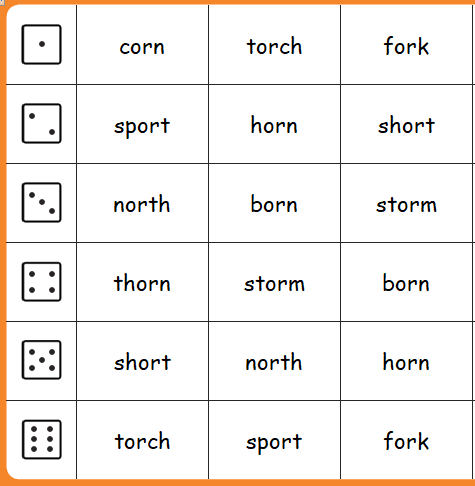 corn torch fork
sport horn short
north born storm
thorn storm born
short north horn
torch sport fork